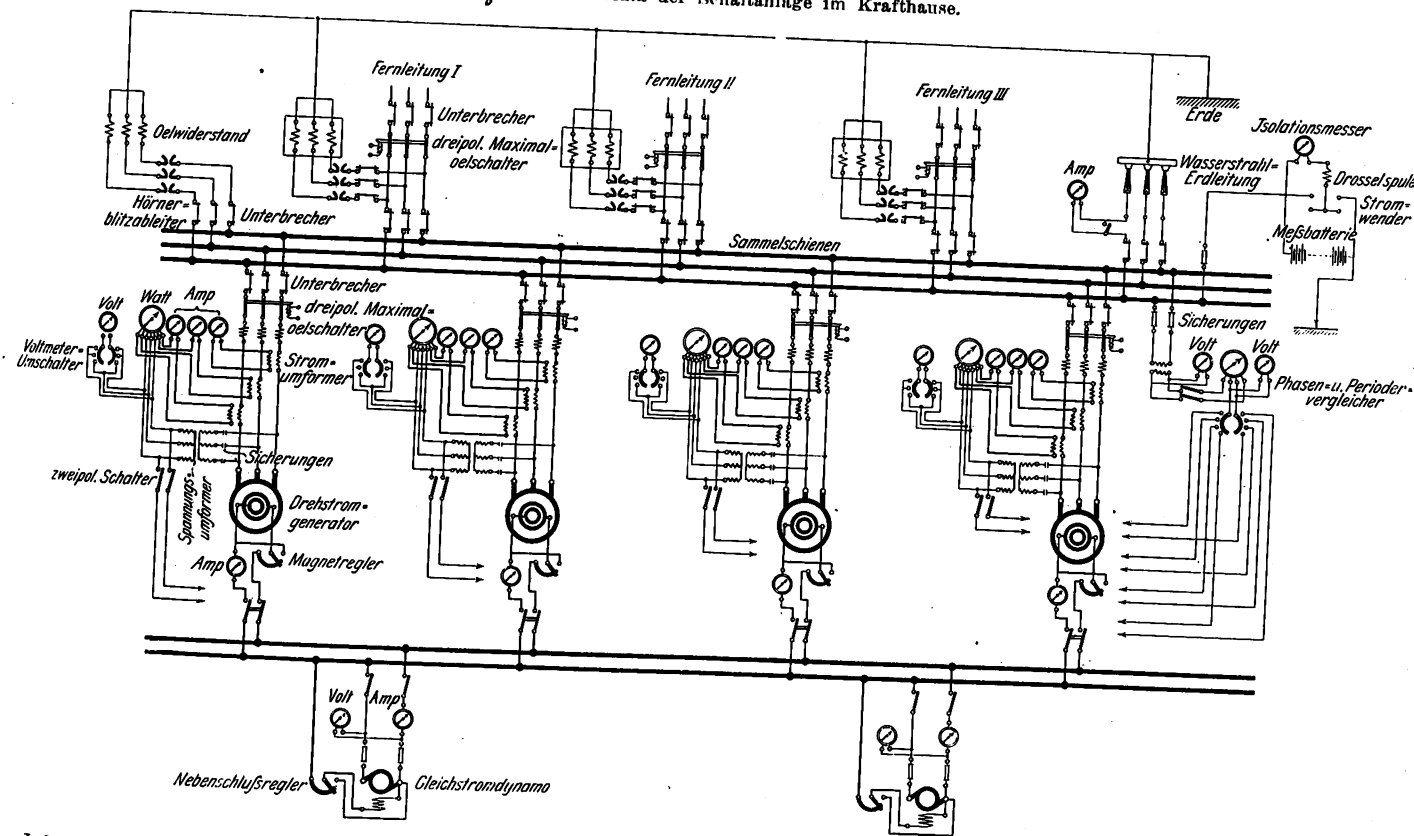 der Schaltanlage im Krafthause.
Fernleitung I
Fernleitung II
Fernleitung III
Erde
Oelwiderstand
Unterbrecher
dreipol. Maximal=
oelschalter
Jsolationsmesser
Amp
Wasserstrahl=
Erdleitung
Drosselspule
Strom=
wender
Meßbatterie
Hörner=
blitzableiter
Unterbrecher
Sammelschienen
Unterbrecher
dreipol. Maximal=
oelschalter
Volt
Watt
Amp
Voltmeter=
Umschalter
Strom=
umformer
Sicherungen
Volt
Volt
Phasen=u. Perioden=
vergleicher
Sicherungen
zweipol. Schalter
Spannungs=
umformer
Drehstrom=
generator
Amp
Magnetregler
Volt
Amp
Nebenschlußregler
Gleichstromdynamo